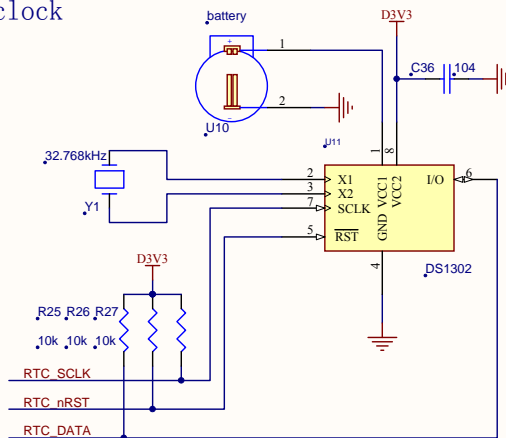 clock
battery
D3V3
1
C36 104
2
U10
U11
32.768kHz
1 8
2 X1 VCC1 VCC2 I/O 6
3 X2
Y1
7 SCLK
5 RST GND
4
DS1302
D3V3
R25 R26 R27
10k 10k 10k
RTC_SCLK
RTC_nRST
RTC_DATA